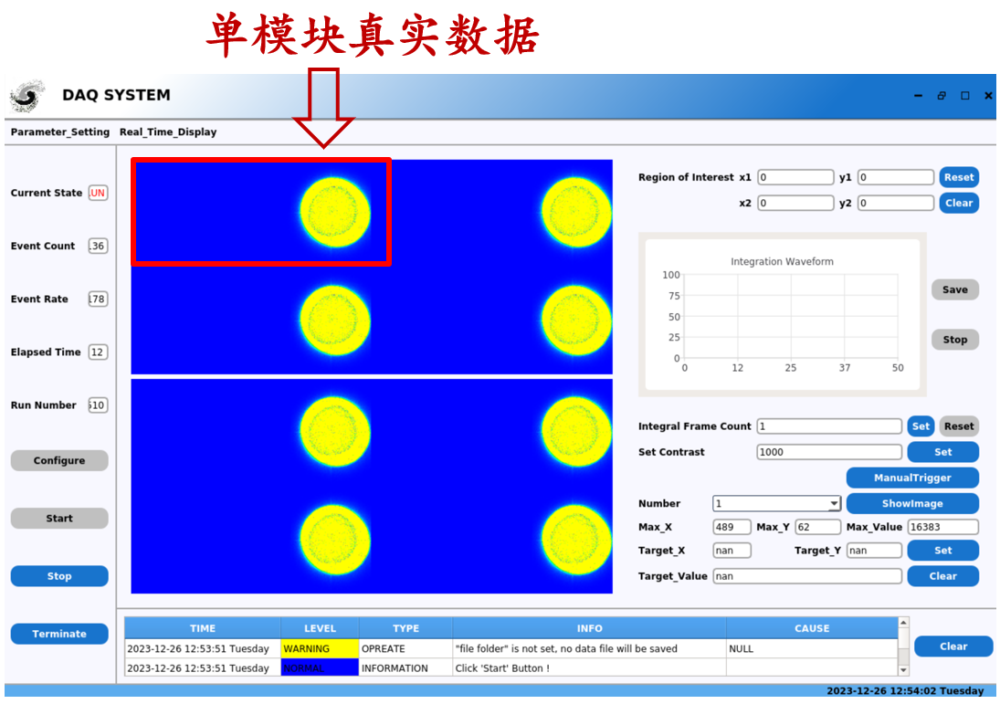 单模块真实数据
DAQ SYSTEM
Parameter_Setting Real_Time_Display
Current State UN
Event Count .36
Event Rate 178
Elapsed Time 12
Run Number 510
Configure
Start
Stop
Terminate
Region of Interest x1 0 y1 0 Reset
x2 0 y2 0 Clear
Integration Waveform
100
75
50
25
0
0 12 25 37 50
Save
Stop
Integral Frame Count 1 Set Reset
Set Contrast 1000 Set
ManualTrigger
Number 1 ShowImage
Max_X 489 Max_Y 62 Max_Value 16383
Target_X nan Target_Y nan Set
Target_Value nan Clear
TIME LEVEL TYPE INFO CAUSE
2023-12-26 12:53:51 Tuesday WARNING OPREATE "file folder" is not set, no data file will be saved NULL
2023-12-26 12:53:51 Tuesday NORMAL INFORMATION Click 'Start' Button !
Clear
2023-12-26 12:54:02 Tuesday